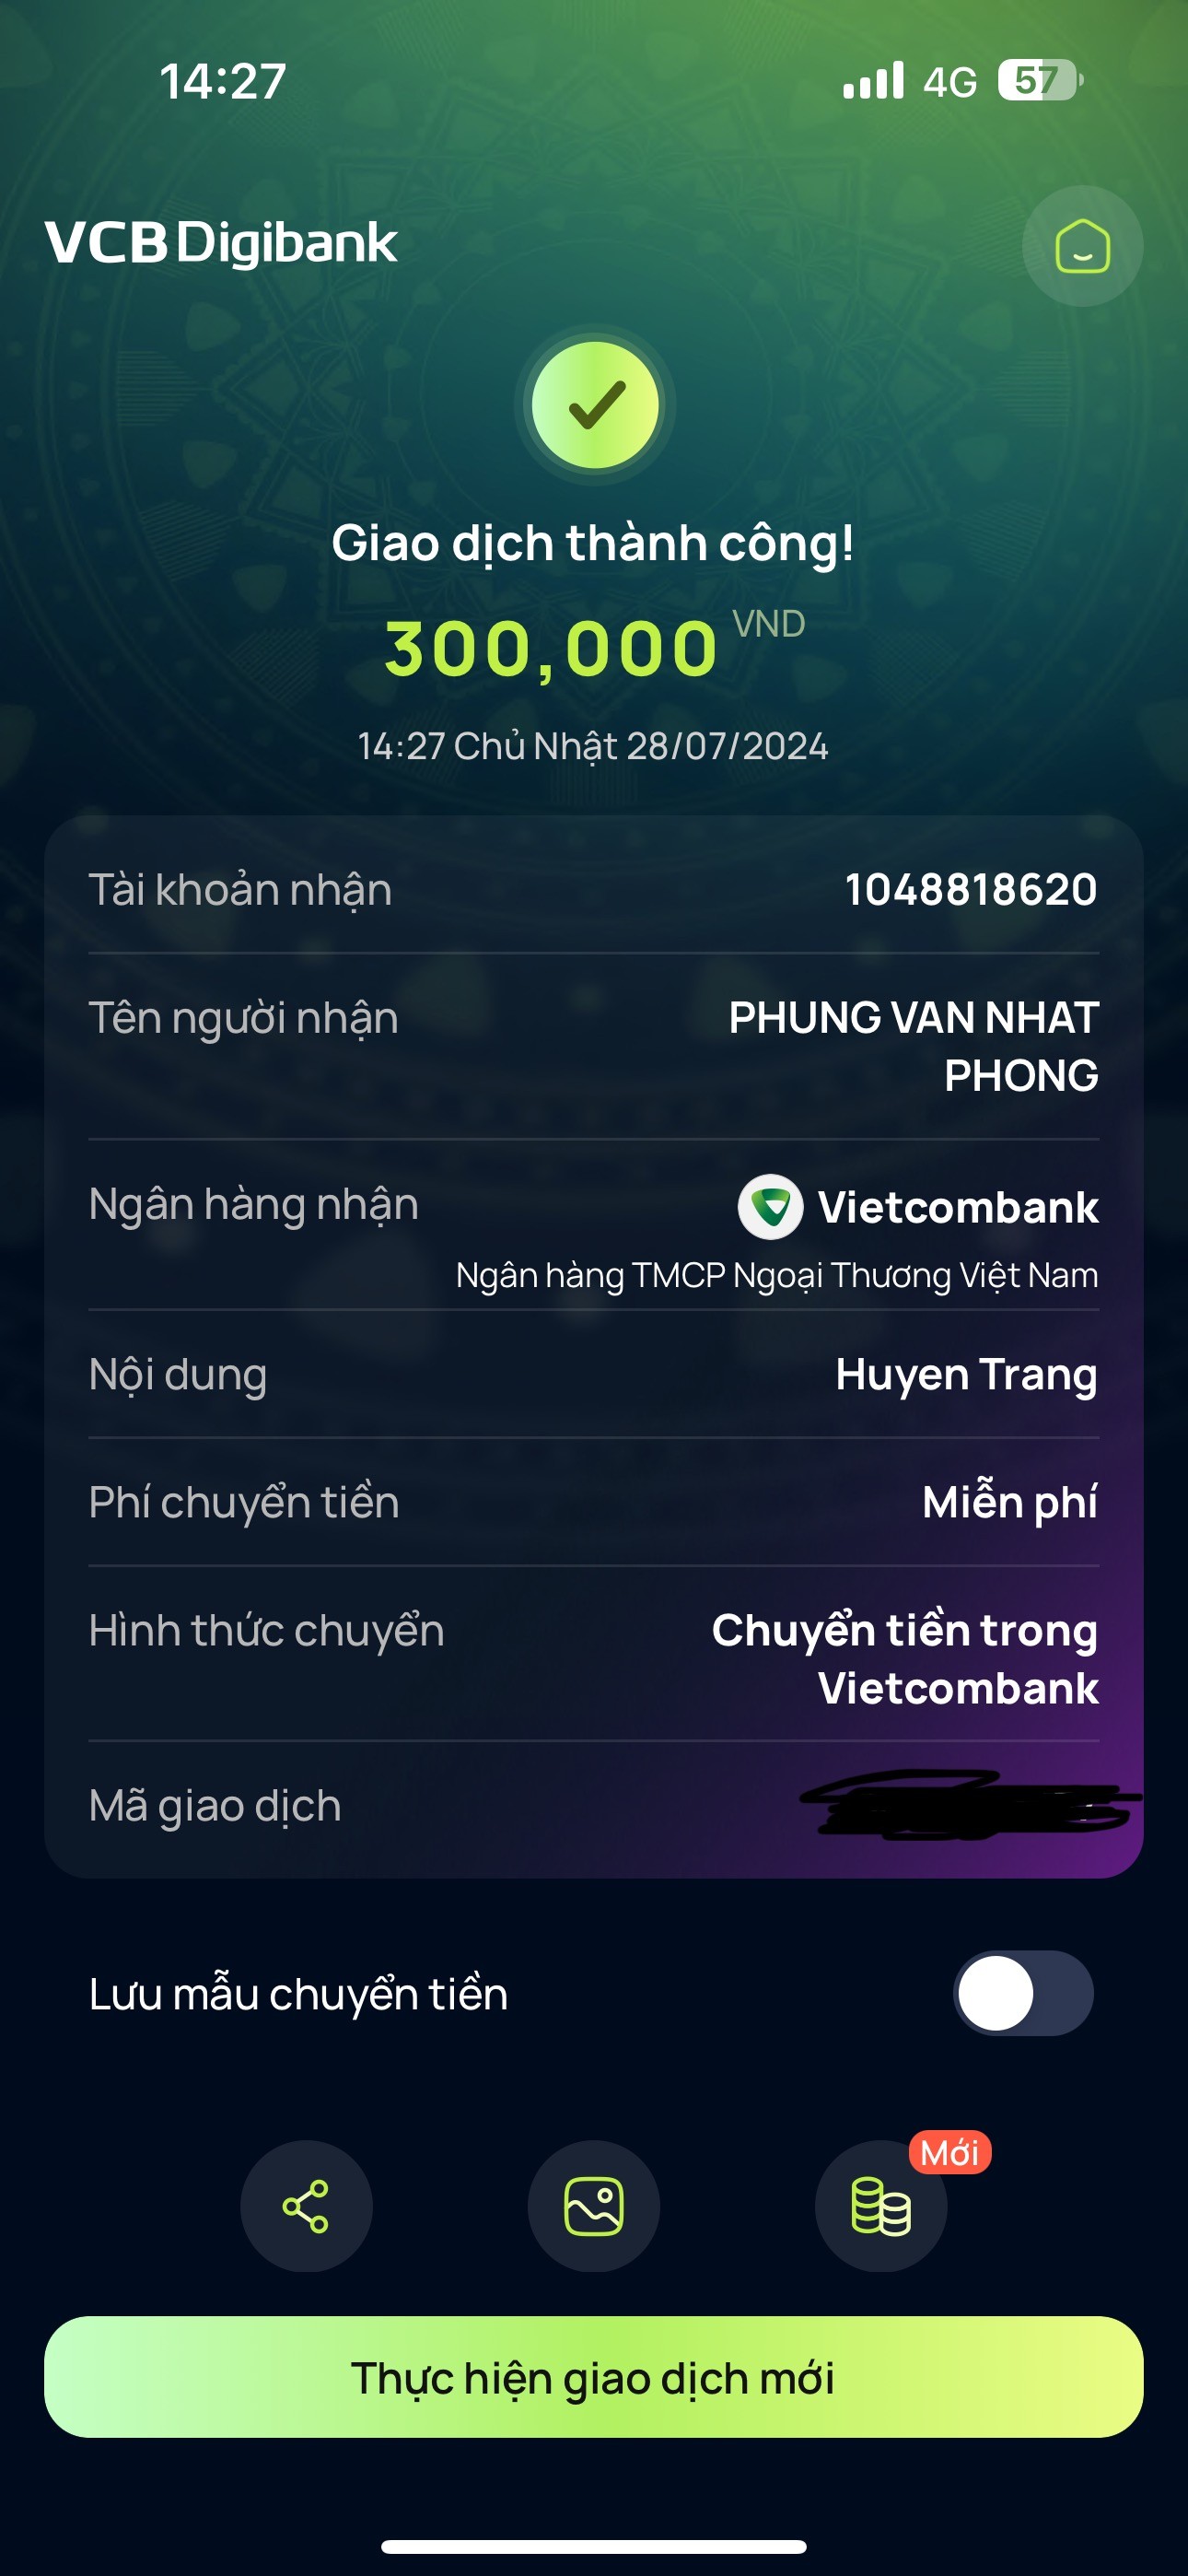 14:27 4G 57
VCB Digibank
Giao dịch thành công!
300,000 VND
14:27 Chủ Nhật 28/07/2024
Tài khoản nhận 1048818620
Tên người nhận PHUNG VAN NHAT
PHONG
Ngân hàng nhận Vietcombank
Ngân hàng TMCP Ngoại Thương Việt Nam
Nội dung Huyen Trang
Phí chuyển tiền Miễn phí
Hình thức chuyển Chuyển tiền trong
Vietcombank
Mã giao dịch
Lưu mẫu chuyển tiền
Mới
Thực hiện giao dịch mới